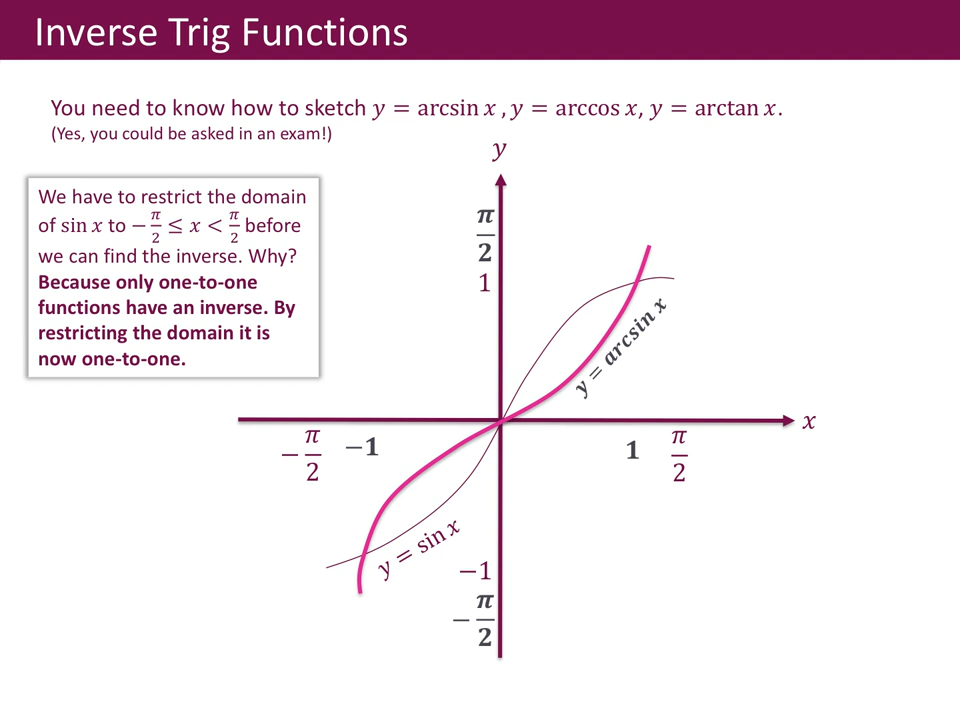 Inverse Trig Functions
You need to know how to sketch y = arcsin x , y = arccos x, y = arctan x.
(Yes, you could be asked in an exam!)
We have to restrict the domain
of sin x to −π/2 ≤ x < π/2 before
we can find the inverse. Why?
Because only one-to-one
functions have an inverse. By
restricting the domain it is
now one-to-one.
y
π/2
1
y = arcsin x
x
−π/2
−1
1
π/2
y = sin x
−1
−π/2